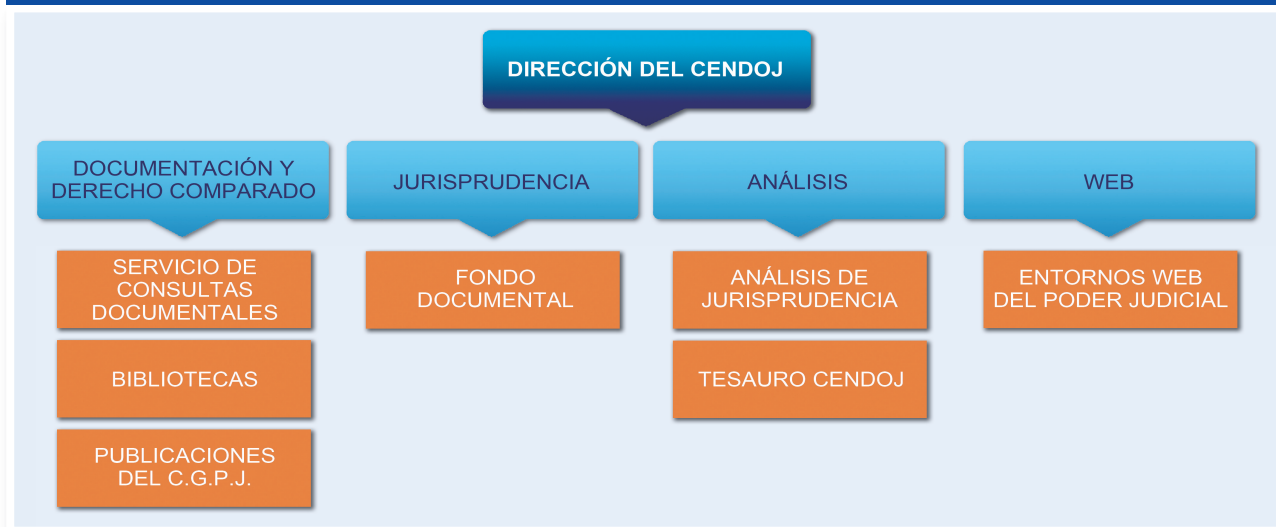 DIRECCIÓN DEL CENDOJ
DOCUMENTACIÓN Y
DERECHO COMPARADO
SERVICIO DE
CONSULTAS
DOCUMENTALES
BIBLIOTECAS
PUBLICACIONES
DEL C.G.P.J.
JURISPRUDENCIA
FONDO
DOCUMENTAL
ANÁLISIS
ANÁLISIS DE
JURISPRUDENCIA
TESAURO CENDOJ
WEB
ENTORNOS WEB
DEL PODER JUDICIAL